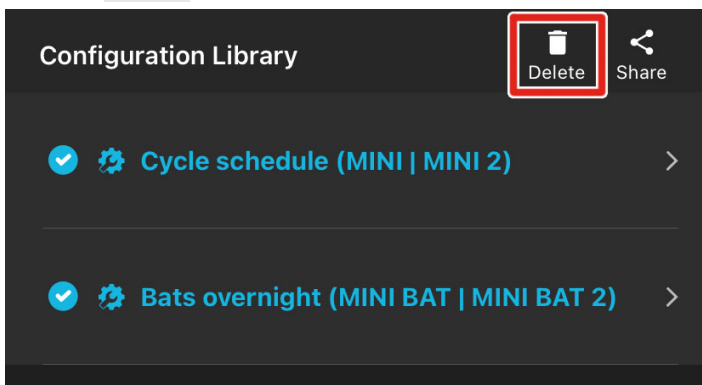 Configuration Library
Delete
Share
Cycle schedule (MINI | MINI 2)
Bats overnight (MINI BAT | MINI BAT 2)